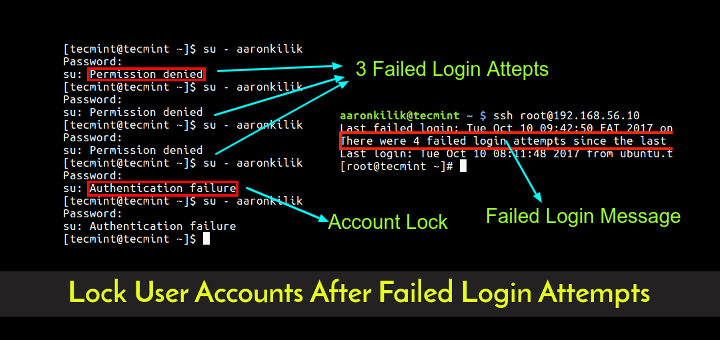 [tecmint@tecmint ~]$ su - aaronkilik
Password:
su: Permission denied
[tecmint@tecmint ~]$ su - aaronkilik
Password:
su: Permission denied
[tecmint@tecmint ~]$ su - aaronkilik
Password:
su: Permission denied
[tecmint@tecmint ~]$ su - aaronkilik
Password:
su: Authentication failure
[tecmint@tecmint ~]$ su - aaronkilik
Password:
su: Authentication failure
[tecmint@tecmint ~]$
3 Failed Login Attepts
aaronkilik@tecmint ~ $ ssh root@192.168.56.10
Last failed login: Tue Oct 10 09:42:50 EAT 2017 on
There were 4 failed login attempts since the last
Last login: Tue Oct 10 08:11:48 2017 from ubuntu.t
[root@tecmint ~]#
Account Lock
Failed Login Message
Lock User Accounts After Failed Login Attempts